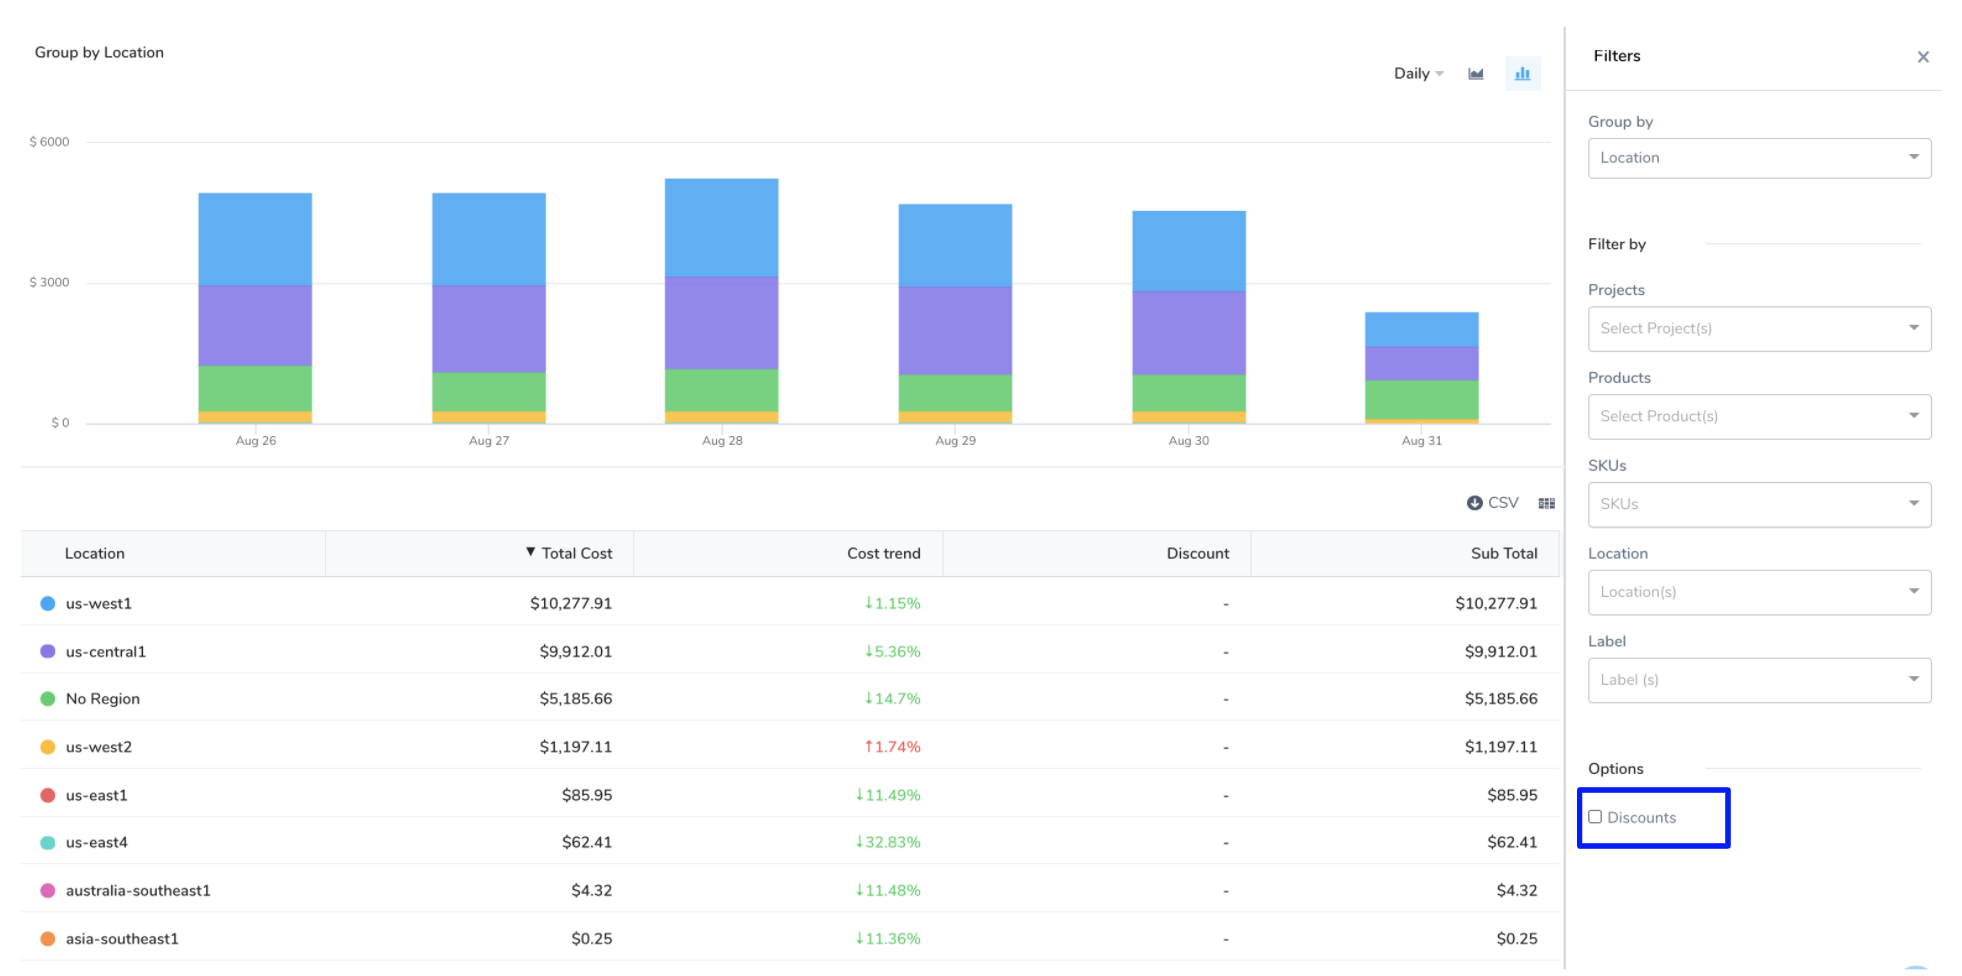 Group by Location
Daily
$ 6000
$ 3000
$ 0
Aug 26 Aug 27 Aug 28 Aug 29 Aug 30 Aug 31
CSV
Location ▼ Total Cost Cost trend Discount Sub Total
us-west1 $10,277.91 ↓1.15% - $10,277.91
us-central1 $9,912.01 ↓5.36% - $9,912.01
No Region $5,185.66 ↓14.7% - $5,185.66
us-west2 $1,197.11 ↑1.74% - $1,197.11
us-east1 $85.95 ↓11.49% - $85.95
us-east4 $62.41 ↓32.83% - $62.41
australia-southeast1 $4.32 ↓11.48% - $4.32
asia-southeast1 $0.25 ↓11.36% - $0.25
Filters
Group by
Location
Filter by
Projects
Select Project(s)
Products
Select Product(s)
SKUs
SKUs
Location
Location(s)
Label
Label (s)
Options
Discounts